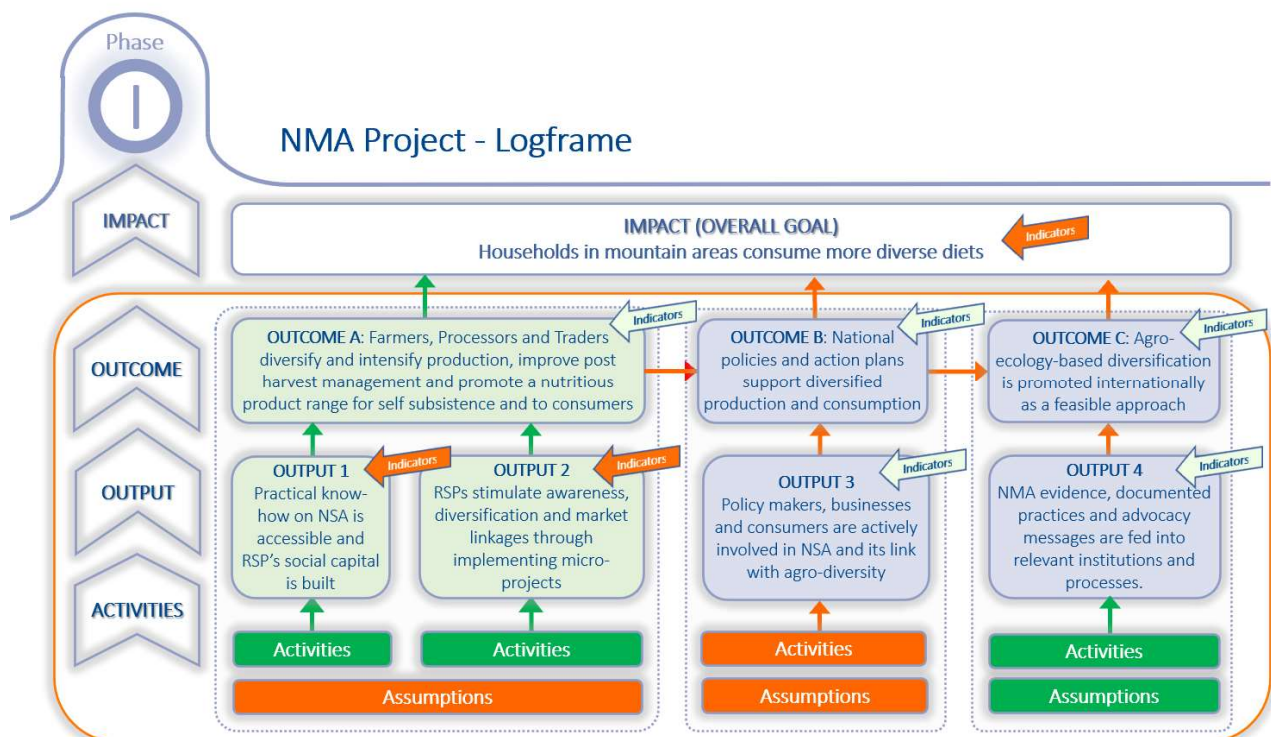 Phase
I
NMA Project - Logframe
IMPACT
IMPACT (OVERALL GOAL)
Households in mountain areas consume more diverse diets
Indicators
OUTCOME
OUTCOME A: Farmers, Processors and Traders
diversify and intensify production, improve post
harvest management and promote a nutritious
product range for self subsistence and to consumers
Indicators
OUTCOME B: National
policies and action plans
support diversified
production and consumption
Indicators
OUTCOME C: Agro-
ecology-based diversification
is promoted internationally
as a feasible approach
Indicators
OUTPUT
OUTPUT 1
Practical know-
how on NSA is
accessible and
RSP's social capital
is built
Indicators
OUTPUT 2
RSPs stimulate awareness,
diversification and market
linkages through
implementing micro-
projects
Indicators
OUTPUT 3
Policy makers, businesses
and consumers are actively
involved in NSA and its link
with agro-diversity
Indicators
OUTPUT 4
NMA evidence, documented
practices and advocacy
messages are fed into
relevant institutions and
processes.
Indicators
ACTIVITIES
Activities
Activities
Activities
Activities
Assumptions
Assumptions
Assumptions